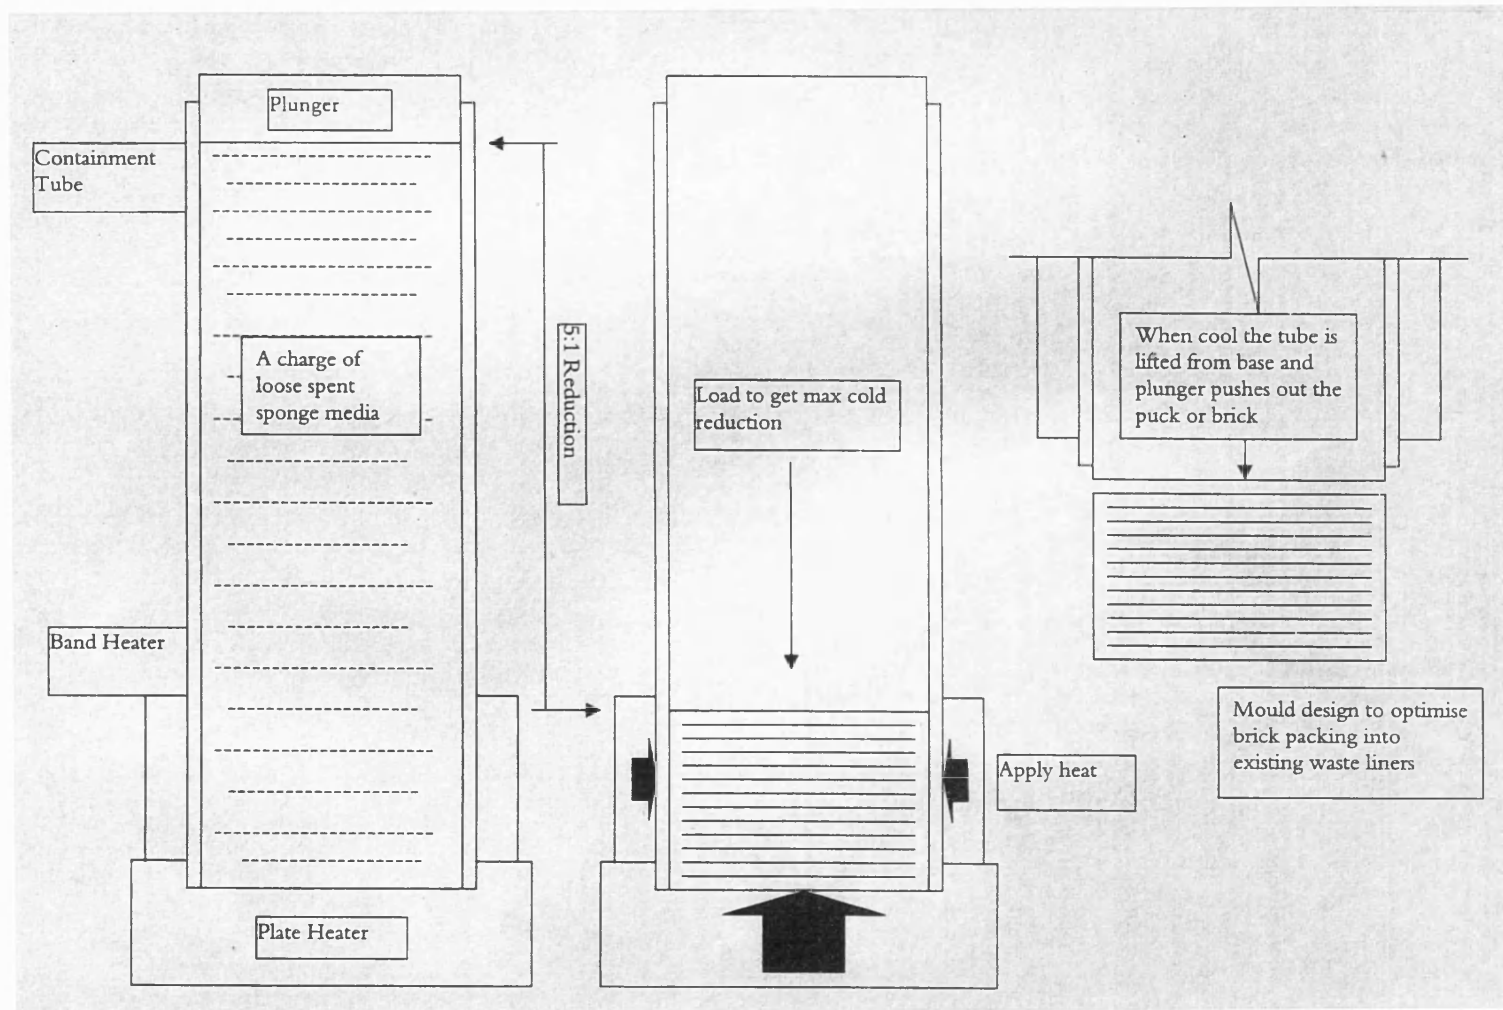 Plunger
Containment
Tube
A charge of
loose spent
sponge media
5:1 Reduction
Band Heater
Plate Heater
Load to get max cold
reduction
Apply heat
When cool the tube is
lifted from base and
plunger pushes out the
puck or brick
Mould design to optimise
brick packing into
existing waste liners